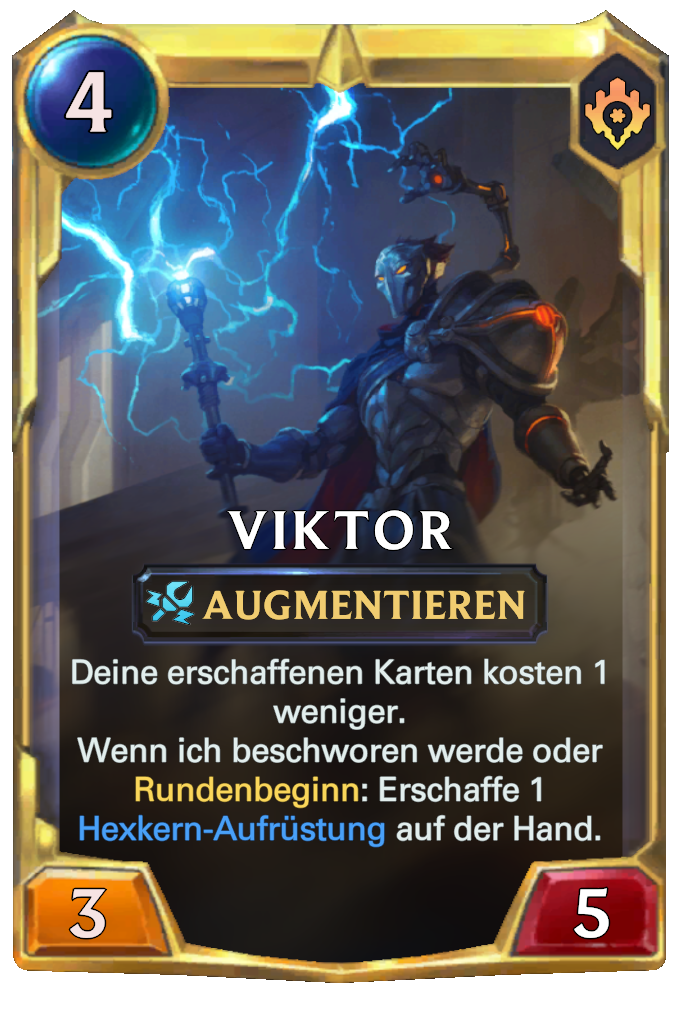 4
VIKTOR
AUGMENTIEREN
Deine erschaffenen Karten kosten 1
weniger.
Wenn ich beschworen werde oder
Rundenbeginn: Erschaffe 1
Hexkern-Aufrüstung auf der Hand.
3
5